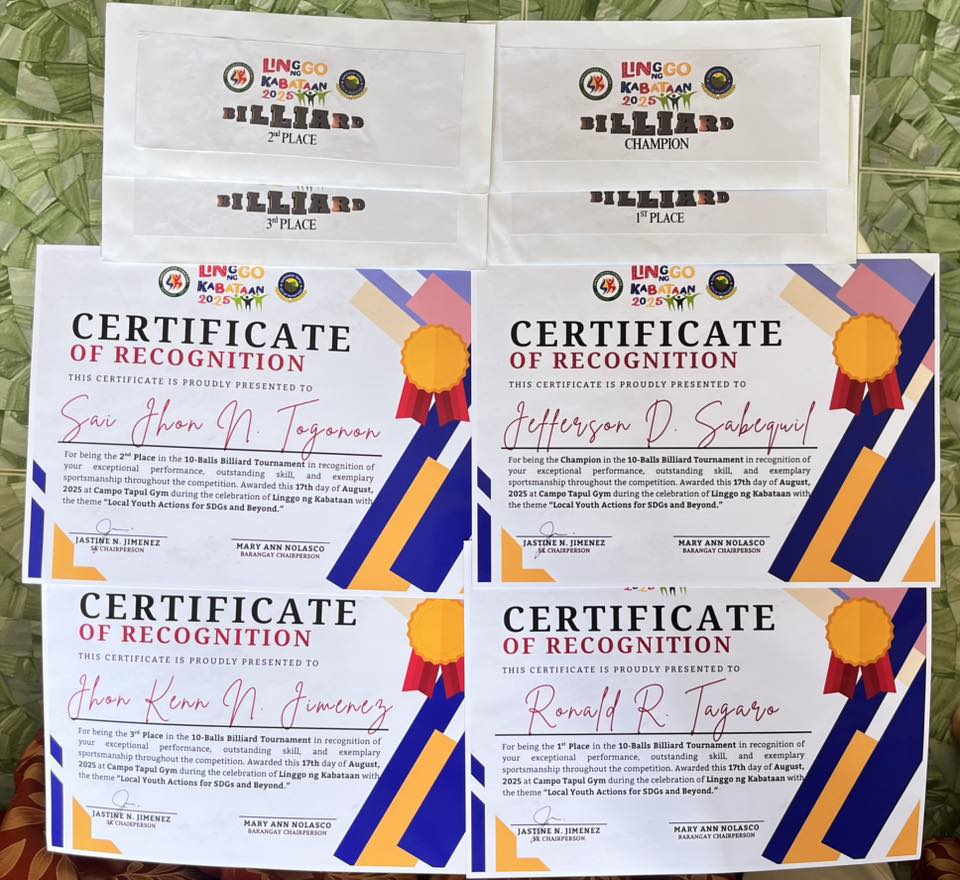 LINGGO
NG
KABATAAN
2025
BILLIARD
2nd PLACE
LINGGO
NG
KABATAAN
2025
BILLIARD
CHAMPION
BILLIARD
3rd PLACE
BILLIARD
1ST PLACE
LINGGO
NG
KABATAAN
2025
CERTIFICATE
OF RECOGNITION
THIS CERTIFICATE IS PROUDLY PRESENTED TO
Sai Jhon N. Togonon
For being the 2nd Place in the 10-Balls Billiard Tournament in recognition of
your exceptional performance, outstanding skill, and exemplary
sportsmanship throughout the competition. Awarded this 17th day of August,
2025 at Campo Tapul Gym during the celebration of Linggo ng Kabataan with
the theme "Local Youth Actions for SDGs and Beyond."
JASTINE N. JIMENEZ
SK CHAIRPERSON
MARY ANN NOLASCO
BARANGAY CHAIRPERSON
LINGGO
NG
KABATAAN
2025
CERTIFICATE
OF RECOGNITION
THIS CERTIFICATE IS PROUDLY PRESENTED TO
Jefferson D. Sabequil
For being the Champion in the 10-Balls Billiard Tournament in recognition of
your exceptional performance, outstanding skill, and exemplary
sportsmanship throughout the competition. Awarded this 17th day of August,
2025 at Campo Tapul Gym during the celebration of Linggo ng Kabataan with
the theme "Local Youth Actions for SDGs and Beyond."
JASTINE N. JIMENEZ
SK CHAIRPERSON
MARY ANN NOLASCO
BARANGAY CHAIRPERSON
CERTIFICATE
OF RECOGNITION
THIS CERTIFICATE IS PROUDLY PRESENTED TO
Jhon Kenn N. Jimenez
For being the 3rd Place in the 10-Balls Billiard Tournament in recognition of
your exceptional performance, outstanding skill, and exemplary
sportsmanship throughout the competition. Awarded this 17th day of August,
2025 at Campo Tapul Gym during the celebration of Linggo ng Kabataan with
the theme "Local Youth Actions for SDGs and Beyond."
JASTINE N. JIMENEZ
SK CHAIRPERSON
MARY ANN NOLASCO
BARANGAY CHAIRPERSON
CERTIFICATE
OF RECOGNITION
THIS CERTIFICATE IS PROUDLY PRESENTED TO
Ronald R. Tagaro
For being the 1st Place in the 10-Balls Billiard Tournament in recognition of
your exceptional performance, outstanding skill, and exemplary
sportsmanship throughout the competition. Awarded this 17th day of August,
2025 at Campo Tapul Gym during the celebration of Linggo ng Kabataan with
the theme "Local Youth Actions for SDGs and Beyond."
JASTINE N. JIMENEZ
SK CHAIRPERSON
MARY ANN NOLASCO
BARANGAY CHAIRPERSON